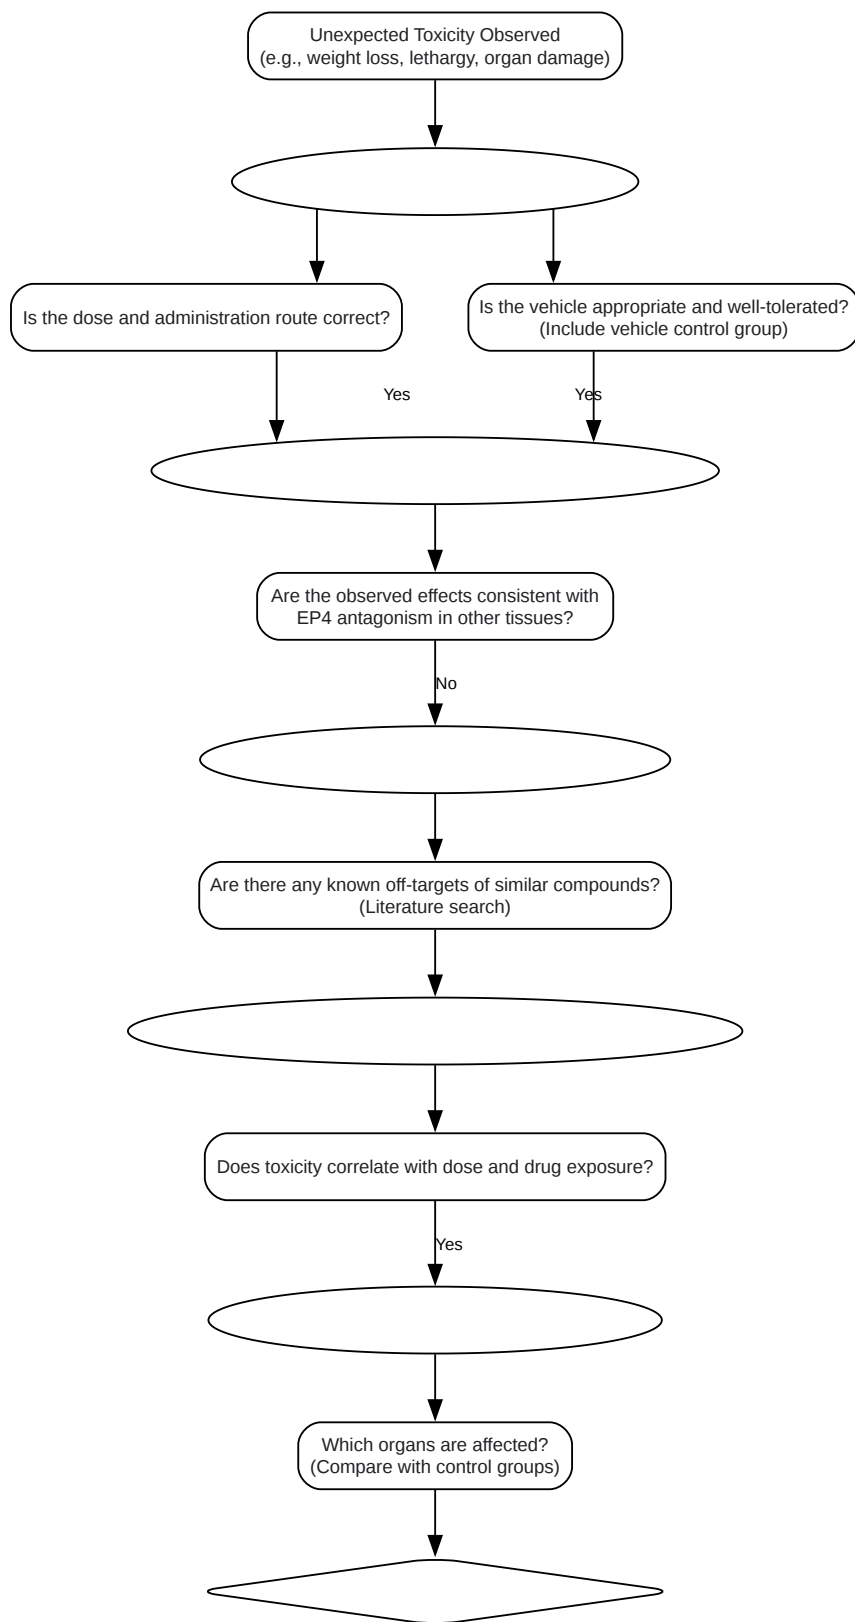 Unexpected Toxicity Observed
(e.g., weight loss, lethargy, organ damage)
Is the dose and administration route correct?
Is the vehicle appropriate and well-tolerated?
(Include vehicle control group)
Yes
Yes
Are the observed effects consistent with
EP4 antagonism in other tissues?
No
Are there any known off-targets of similar compounds?
(Literature search)
Does toxicity correlate with dose and drug exposure?
Yes
Which organs are affected?
(Compare with control groups)